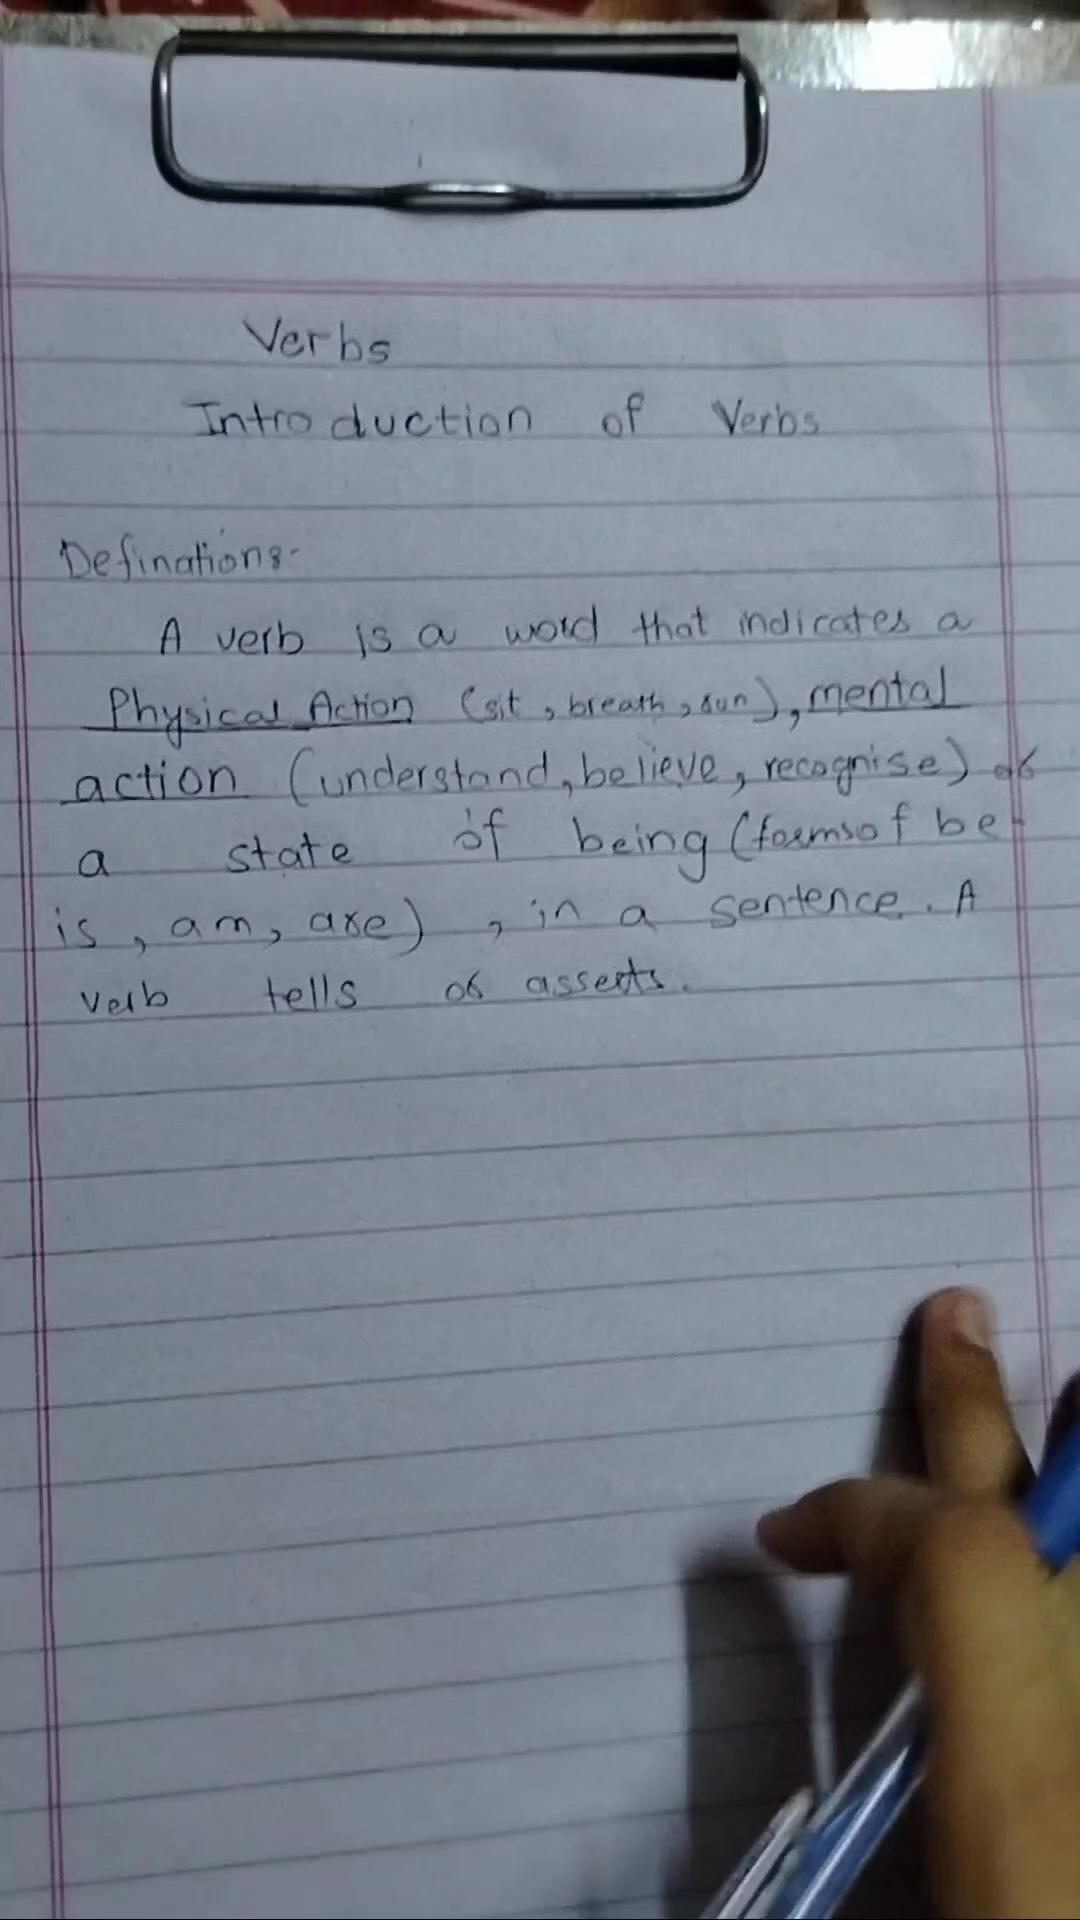 Verbs
Introduction of Verbs
Definations-
A verb is a word that indicates a
Physical Action (sit, breath, run), mental
action (understand, believe, recognise) or
a state of being (forms of be-
is, am, are), in a sentence. A
verb tells or asserts.